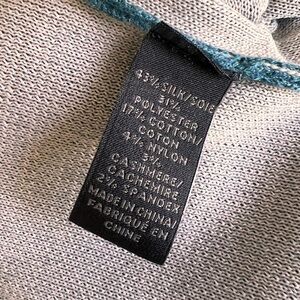 43% SILK/SOIE
31%
POLYESTER
17% COTTON/
COTON
4% NYLON
3%
CASHMERE/
CACHEMIRE
2% SPANDEX
MADE IN CHINA/
FABRIQUÉ EN
CHINE